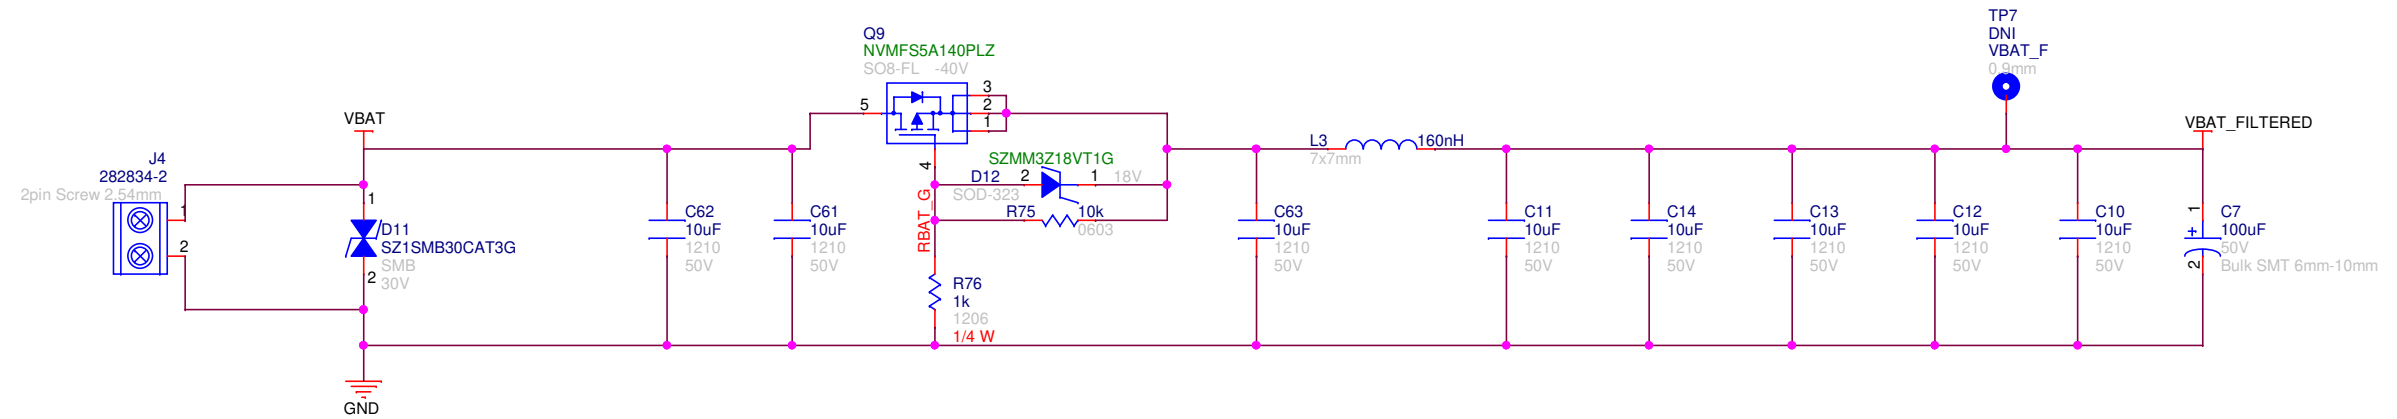 TP7
DNI
VBAT_F
0.9mm
Q9
NVMFS5A140PLZ
SO8-FL -40V
5
3
2
1
4
VBAT
VBAT_FILTERED
J4
282834-2
2pin Screw 2.54mm
1
2
1
D11
SZ1SMB30CAT3G
SMB
30V
2
C62
10uF
1210
50V
C61
10uF
1210
50V
SZMM3Z18VT1G
D12 2 1 18V
SOD-323
R75 10k
0603
RBAT_G
R76
1k
1206
1/4 W
C63
10uF
1210
50V
L3 160nH
7x7mm
C11
10uF
1210
50V
C14
10uF
1210
50V
C13
10uF
1210
50V
C12
10uF
1210
50V
C10
10uF
1210
50V
1
C7
+ 100uF
50V
2 Bulk SMT 6mm-10mm
GND